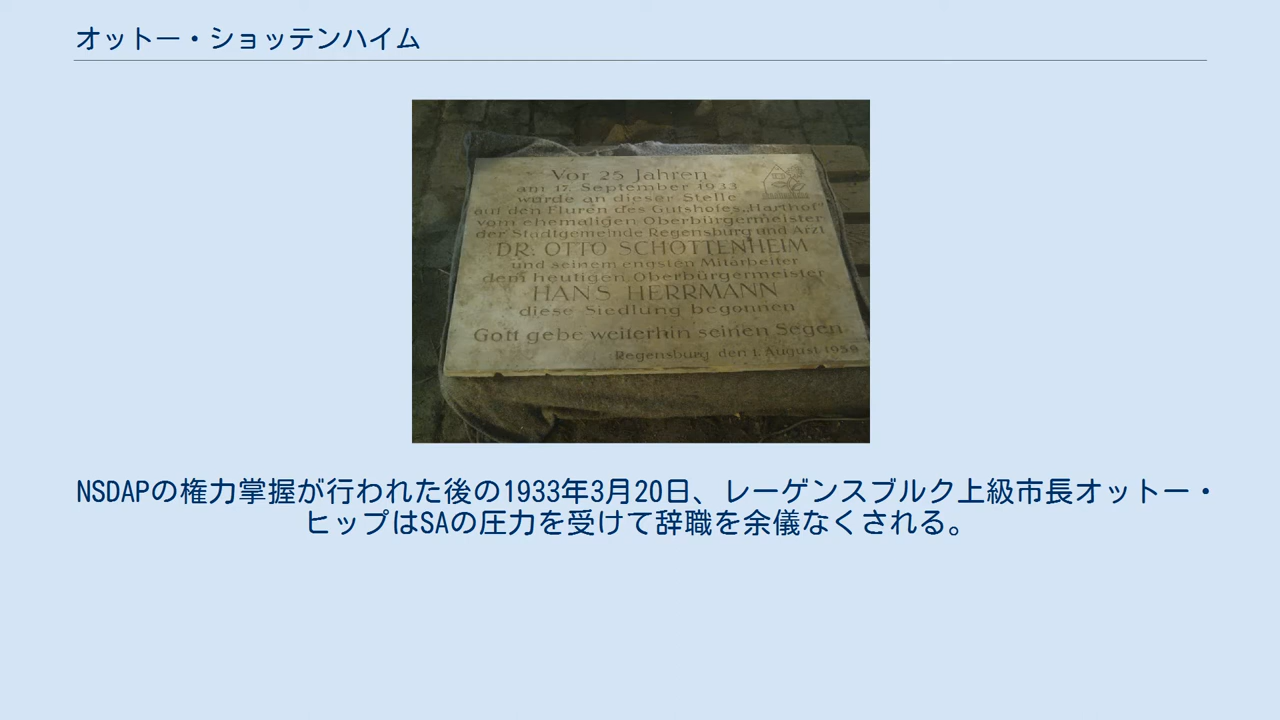 オットー・ショッテンハイム
Vor 25 Jahren
am 17. September 1933
wurde an dieser Stelle
auf den Fluren des Gutshofes „Harthof"
vom ehemaligen Oberbürgermeister
der Stadtgemeinde Regensburg und Arzt
DR. OTTO SCHOTTENHEIM
und seinem engsten Mitarbeiter
dem heutigen Oberbürgermeister
HANS HERRMANN
diese Siedlung begonnen
Gott gebe weiterhin seinen Segen
Regensburg den 1. August 1959
NSDAPの権力掌握が行われた後の1933年3月20日、レーゲンスブルク上級市長オットー・
ヒップはSAの圧力を受けて辞職を余儀なくされる。